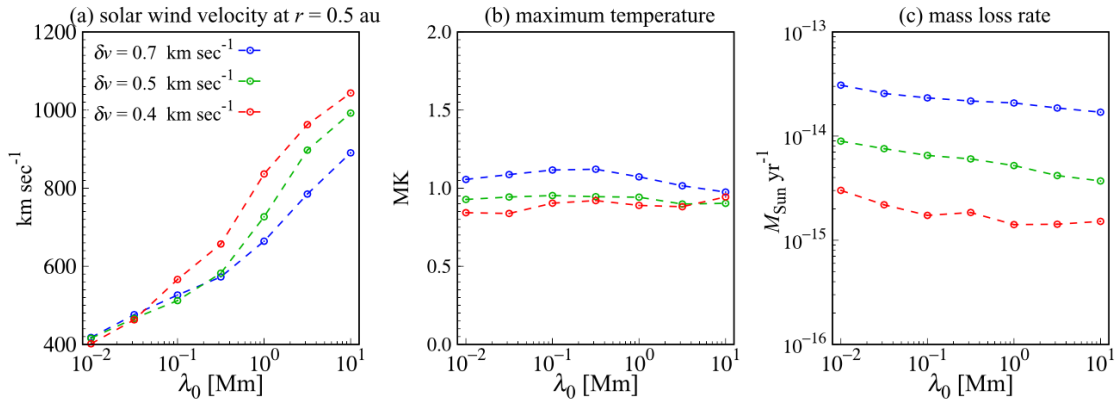 (a) solar wind velocity at r = 0.5 au
1200
1000
800
600
400
km sec⁻¹
δv = 0.7 km sec⁻¹
δv = 0.5 km sec⁻¹
δv = 0.4 km sec⁻¹
10⁻² 10⁻¹ 10⁰ 10¹
λ₀ [Mm]
(b) maximum temperature
2.0
1.5
1.0
0.5
0.0
MK
10⁻² 10⁻¹ 10⁰ 10¹
λ₀ [Mm]
(c) mass loss rate
10⁻¹³
10⁻¹⁴
10⁻¹⁵
10⁻¹⁶
M_Sun yr⁻¹
10⁻² 10⁻¹ 10⁰ 10¹
λ₀ [Mm]